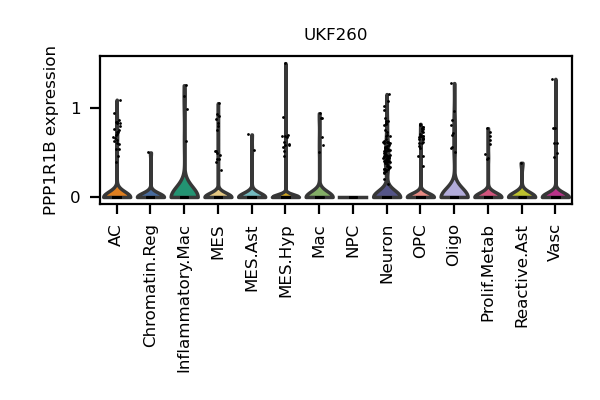 UKF260
PPP1R1B expression
1
0
AC
Chromatin.Reg
Inflammatory.Mac
MES
MES.Ast
MES.Hyp
Mac
NPC
Neuron
OPC
Oligo
Prolif.Metab
Reactive.Ast
Vasc